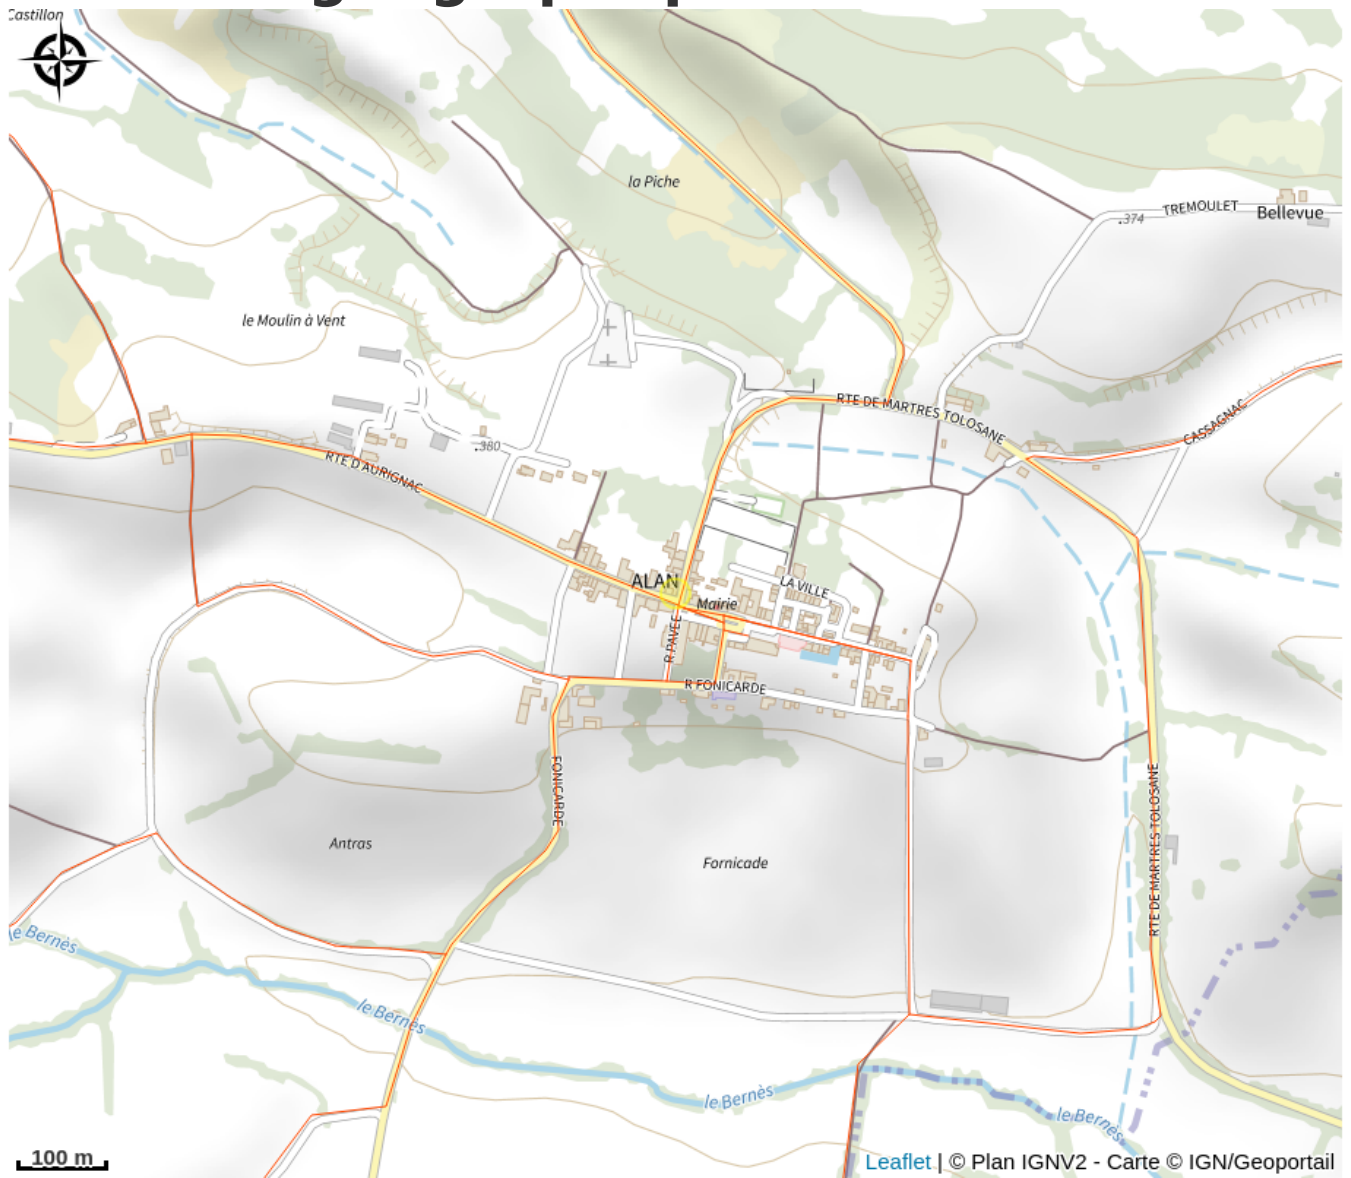 Castillon
la Piche
.374
TREMOULET
Bellevue
le Moulin à Vent
RTE DE MARTRES TOLOSANE
CASSAGNAC
.380
RTE D'AURIGNAC
ALAN
LA VILLE
Mairie
R PAVEE
R FONICARDE
FONICARDE
RTE DE MARTRES TOLOSANE
Antras
Fornicade
le Bernès
le Bernès
le Bernès
le Bernès
100 m
Leaflet | © Plan IGNV2 - Carte © IGN/Geoportail